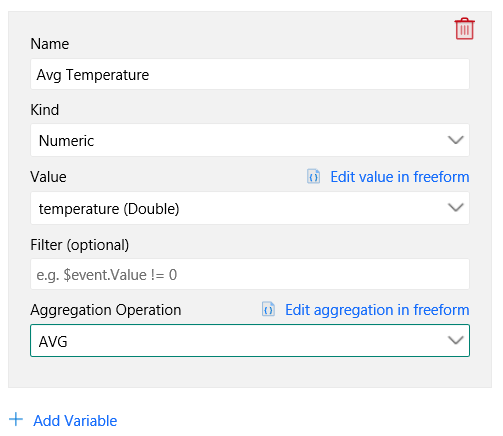 Name
Avg Temperature
Kind
Numeric
Value {} Edit value in freeform
temperature (Double)
Filter (optional)
e.g. $event.Value != 0
Aggregation Operation {} Edit aggregation in freeform
AVG
+ Add Variable